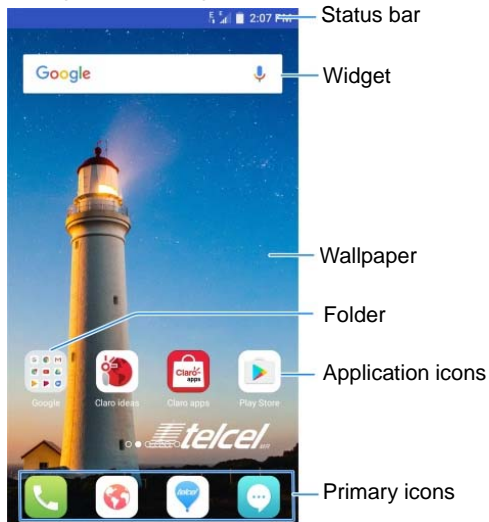 2:07 PM
Status bar
Google
Widget
Wallpaper
Folder
Application icons
Google
Claro ideas
Claro apps
Play Store
Claro-
apps
telcel
telcel
Primary icons